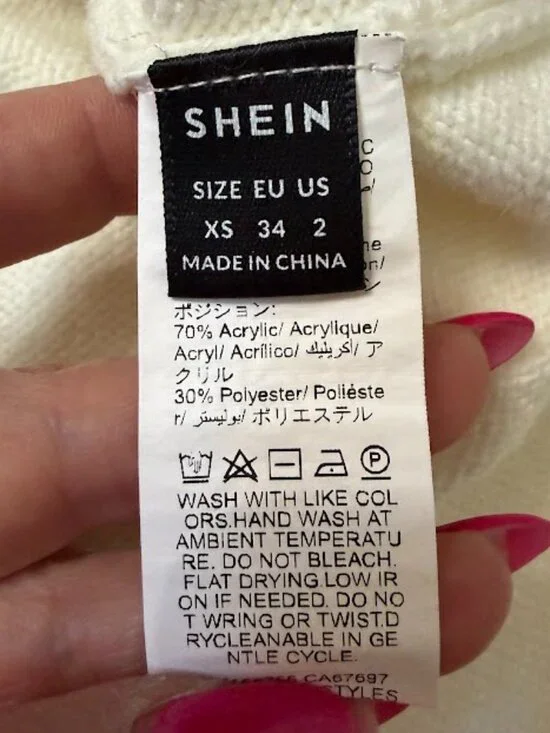 SHEIN
SIZE EU US
XS 34 2
MADE IN CHINA
ポジション:
70% Acrylic/ Acrylique/
Acryl/ Acrílico/ أكريليك/ ア
クリル
30% Polyester/ Poliéste
r/ بوليستر/ ポリエステル
P
WASH WITH LIKE COL
ORS.HAND WASH AT
AMBIENT TEMPERATU
RE. DO NOT BLEACH.
FLAT DRYING.LOW IR
ON IF NEEDED. DO NO
T WRING OR TWIST.D
RYCLEANABLE IN GE
NTLE CYCLE.
CA67697
STYLES